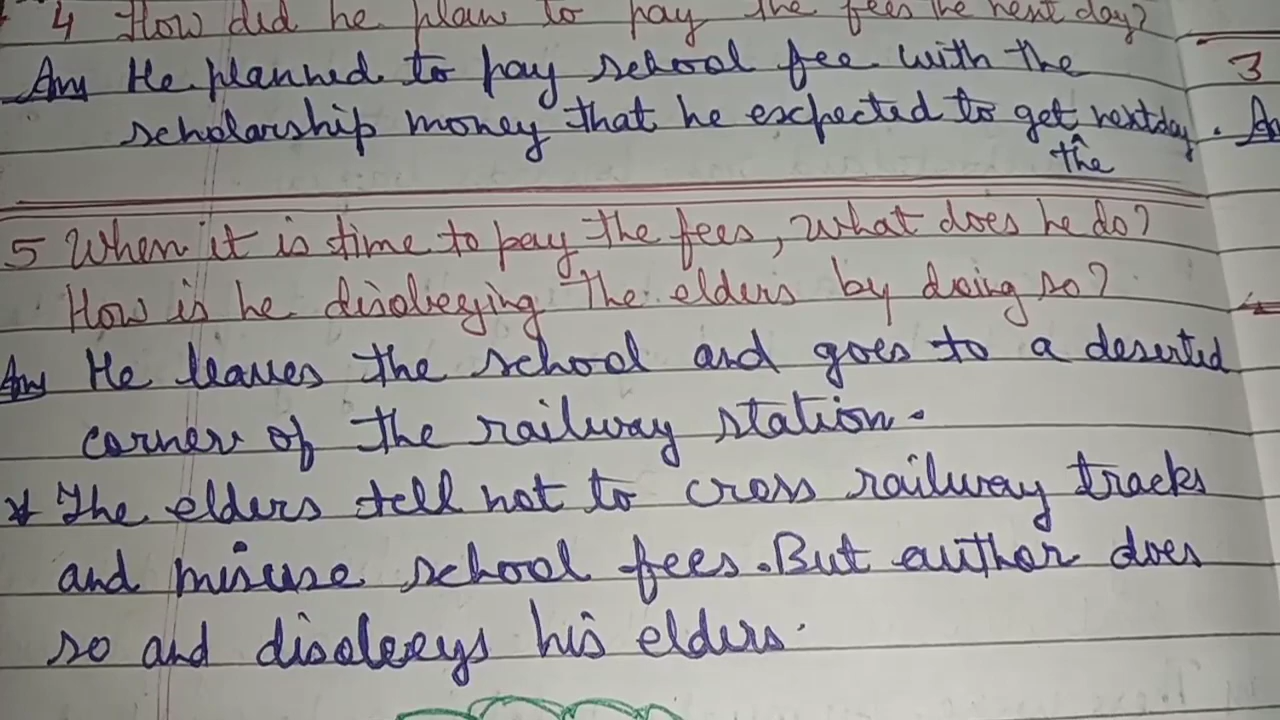 4 How did he plan to pay the fees the next day?
Ans He planned to pay school fee with the
scholarship money that he expected to get the nextday.
5 When it is time to pay the fees, what does he do?
How is he disobeying the elders by doing so?
Ans He leaves the school and goes to a deserted
corner of the railway station.
* The elders tell not to cross railway tracks
and misuse school fees. But author does
so and disobeys his elders.
3
An